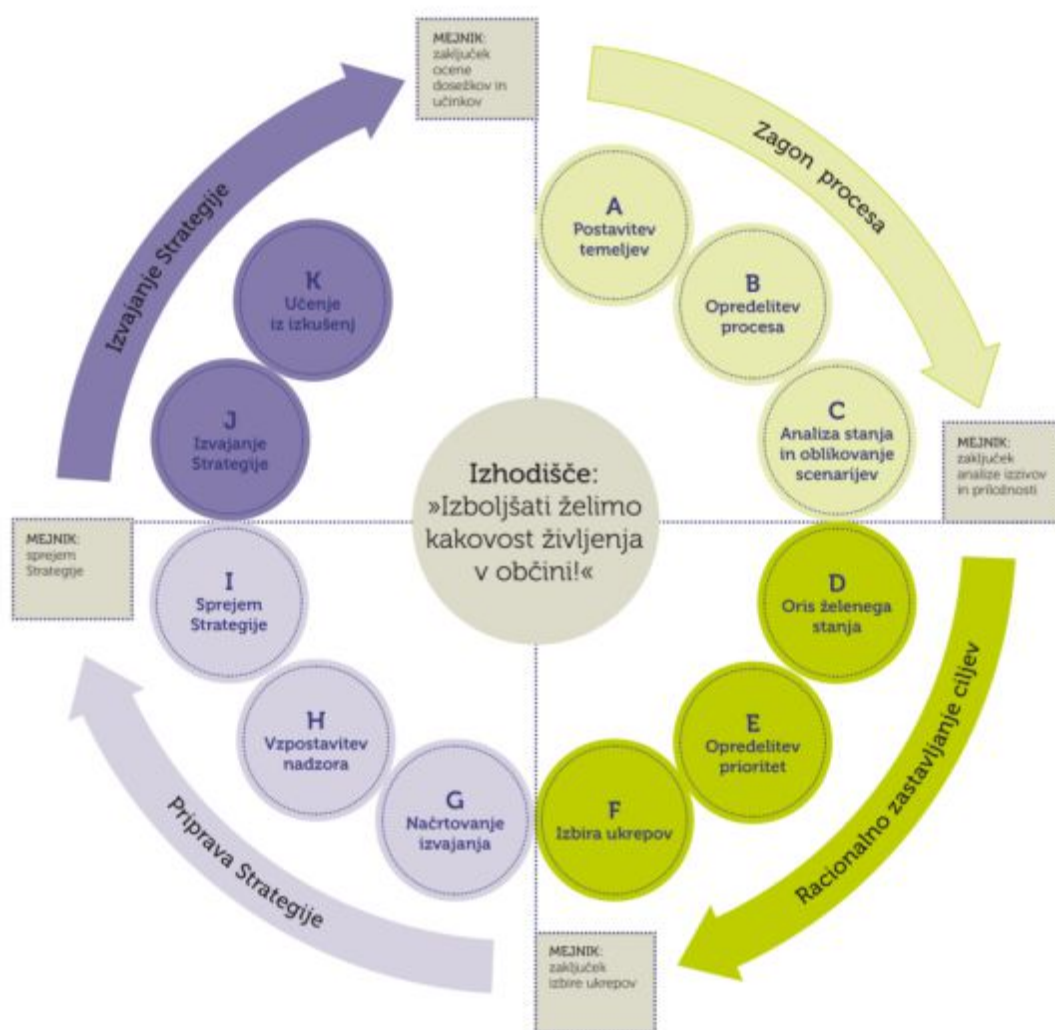 MEJNIK:
zaključek
ocene
dosežkov in
učinkov
Zagon procesa
A
Postavitev
temeljev
B
Opredelitev
procesa
C
Analiza stanja
in oblikovanje
scenarijev
MEJNIK:
zaključek
analize izzivov
in priložnosti
Izhodišče:
»Izboljšati želimo
kakovost življenja
v občini!«
D
Oris želenega
stanja
E
Opredelitev
prioritet
F
Izbira ukrepov
Racionalno zastavljanje ciljev
MEJNIK:
zaključek
izbire ukrepov
G
Načrtovanje
izvajanja
H
Vzpostavitev
nadzora
I
Sprejem
Strategije
Priprava Strategije
MEJNIK:
sprejem
Strategije
J
Izvajanje
Strategije
K
Učenje
iz izkušenj
Izvajanje Strategije